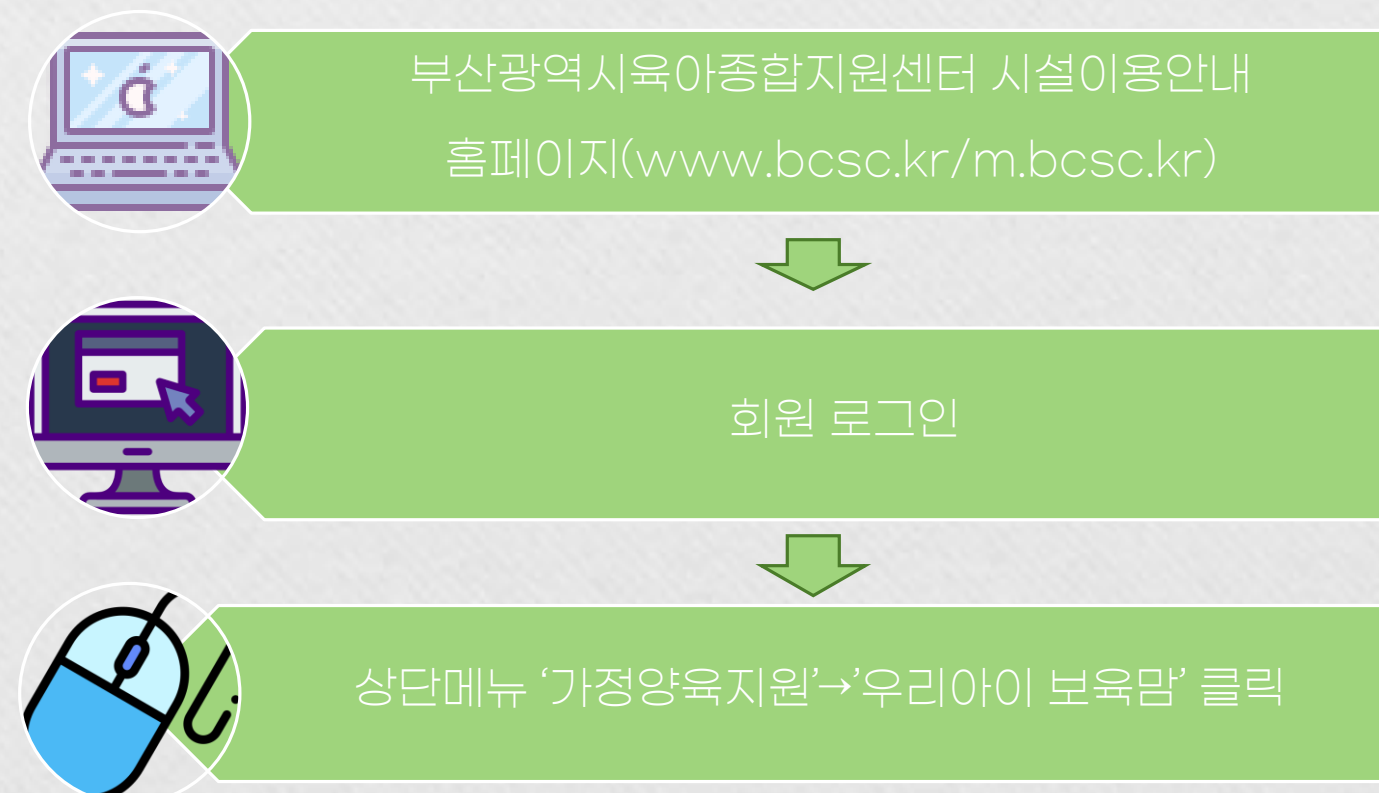 부산광역시육아종합지원센터 시설이용안내
홈페이지(www.bcsc.kr/m.bcsc.kr)
회원 로그인
상단메뉴 ‘가정양육지원’→’우리아이 보육맘’ 클릭